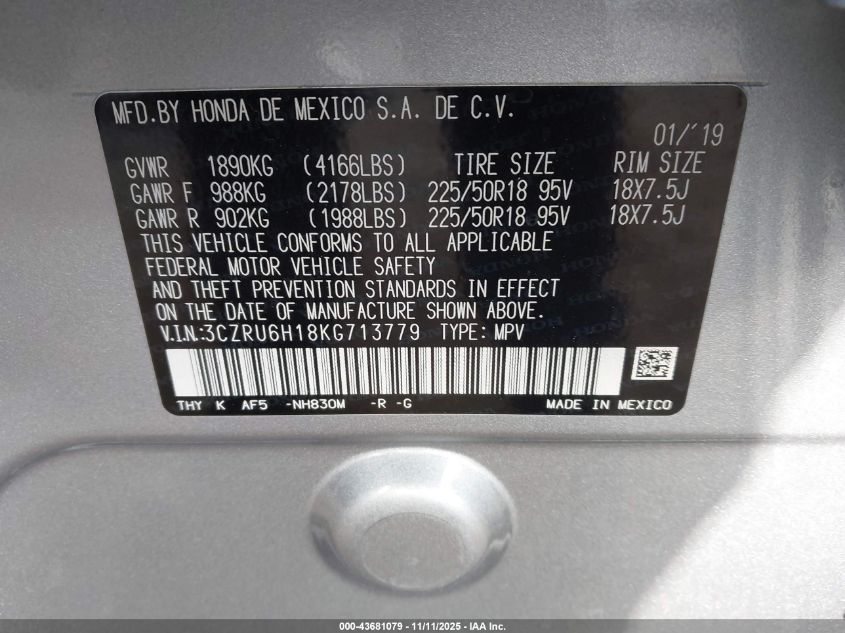 MFD.BY HONDA DE MEXICO S.A. DE C.V.
01/'19
GVWR 1890KG (4166LBS) TIRE SIZE RIM SIZE
GAWR F 988KG (2178LBS) 225/50R18 95V 18X7.5J
GAWR R 902KG (1988LBS) 225/50R18 95V 18X7.5J
THIS VEHICLE CONFORMS TO ALL APPLICABLE
FEDERAL MOTOR VEHICLE SAFETY
AND THEFT PREVENTION STANDARDS IN EFFECT
ON THE DATE OF MANUFACTURE SHOWN ABOVE.
V.I.N.:3CZRU6H18KG713779 TYPE: MPV
THY K AF5 -NH830M -R -G MADE IN MEXICO
000-43681079 - 11/11/2025 - IAA Inc.